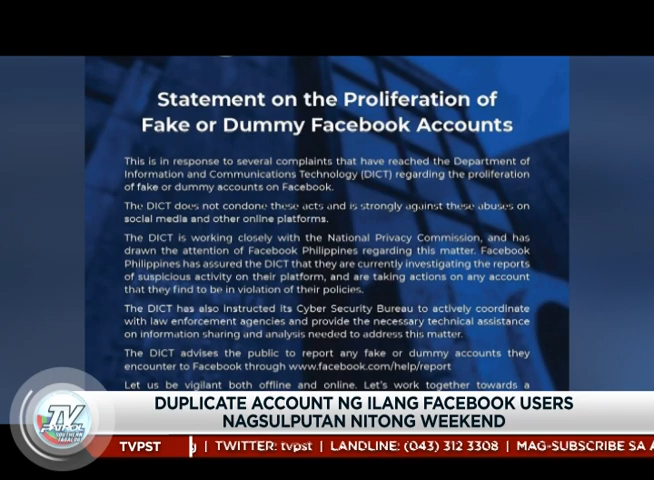 Statement on the Proliferation of
Fake or Dummy Facebook Accounts
This is in response to several complaints that have reached the Department of
Information and Communications Technology (DICT) regarding the proliferation
of fake or dummy accounts on Facebook.
The DICT does not condone these acts and is strongly against these abuses on
social media and other online platforms.
The DICT is working closely with the National Privacy Commission, and has
drawn the attention of Facebook Philippines regarding this matter. Facebook
Philippines has assured the DICT that they are currently investigating the reports
of suspicious activity on their platform, and are taking actions on any account
that they find to be in violation of their policies.
The DICT has also instructed its Cyber Security Bureau to actively coordinate
with law enforcement agencies and provide the necessary technical assistance
on information sharing and analysis needed to address this matter.
The DICT advises the public to report any fake or dummy accounts they
encounter to Facebook through www.facebook.com/help/report
Let us be vigilant both offline and online. Let's work together towards a
DUPLICATE ACCOUNT NG ILANG FACEBOOK USERS
NAGSULPUTAN NITONG WEEKEND
TV
PATROL
SOUTHERN
TAGALOG
TVPST | TWITTER: tvpst | LANDLINE: (043) 312 3308 | MAG-SUBSCRIBE SA